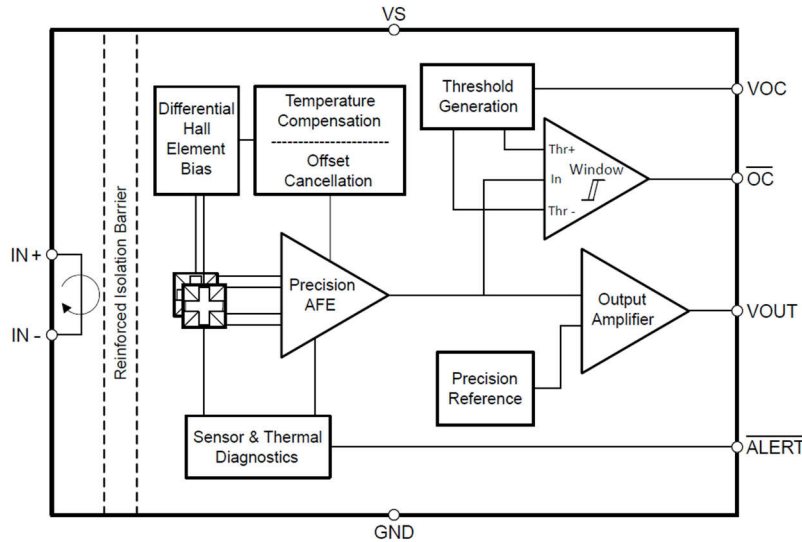 VS
Differential
Hall
Element
Bias
Temperature
Compensation
Offset
Cancellation
Threshold
Generation
VOC
Thr+
In
Window
Thr -
OC
Reinforced Isolation Barrier
IN +
IN -
Precision
AFE
Output
Amplifier
VOUT
Precision
Reference
Sensor & Thermal
Diagnostics
ALERT
GND